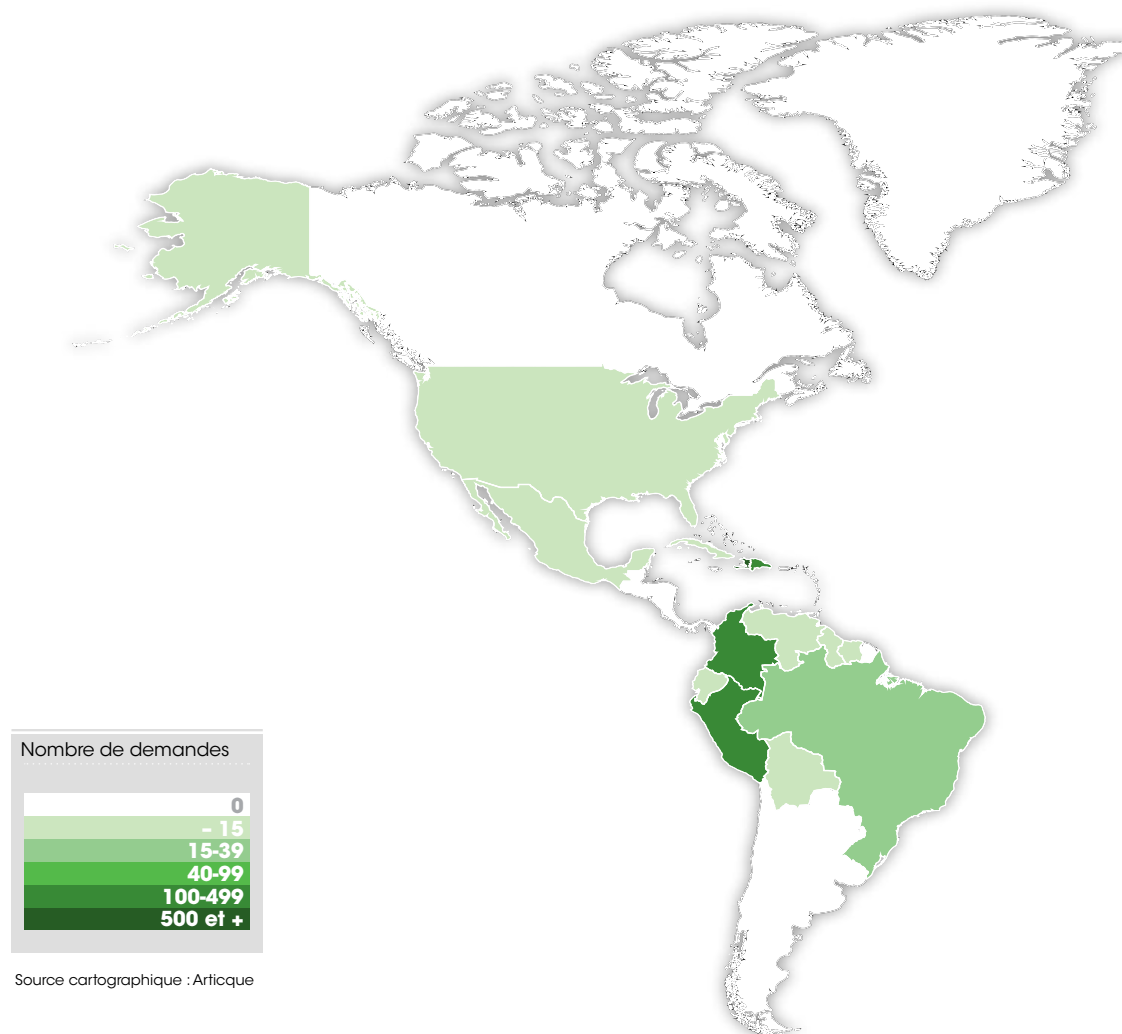 Nombre de demandes
0
- 15
15-39
40-99
100-499
500 et +
Source cartographique : Articque